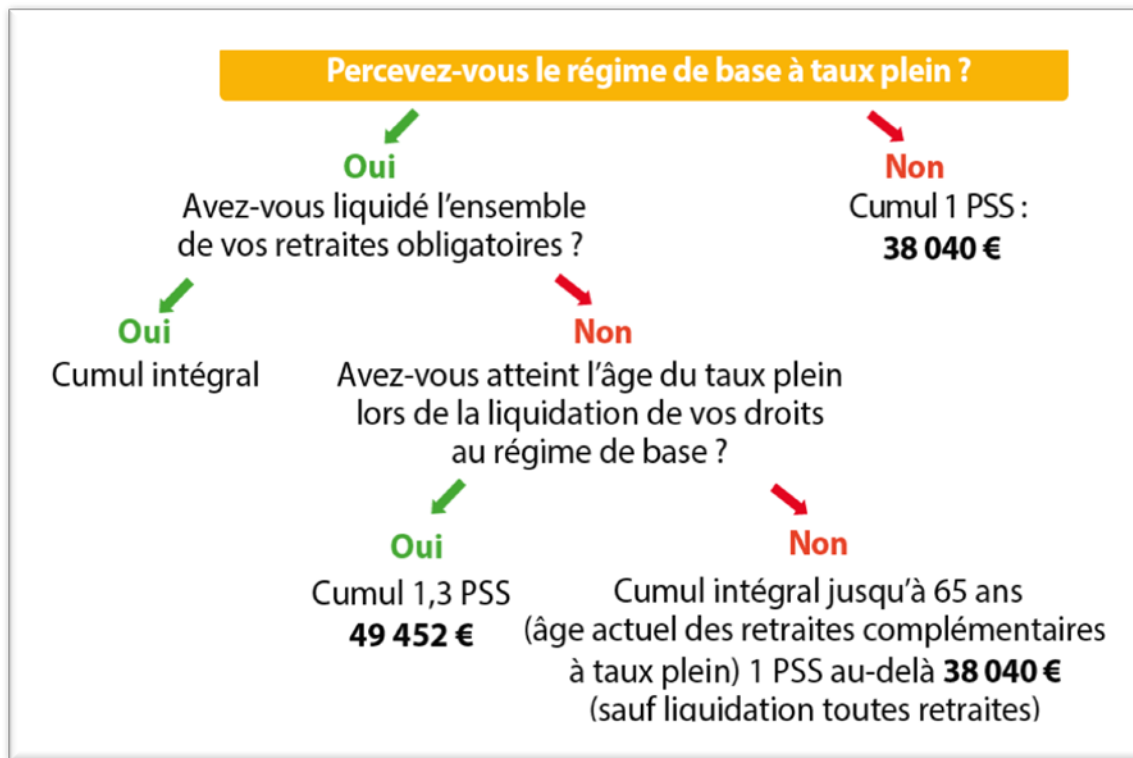 Percevez-vous le régime de base à taux plein ?
Oui
Avez-vous liquidé l'ensemble
de vos retraites obligatoires ?
Non
Cumul 1 PSS :
38 040 €
Oui
Cumul intégral
Non
Avez-vous atteint l'âge du taux plein
lors de la liquidation de vos droits
au régime de base ?
Oui
Cumul 1,3 PSS
49 452 €
Non
Cumul intégral jusqu'à 65 ans
(âge actuel des retraites complémentaires
à taux plein) 1 PSS au-delà 38 040 €
(sauf liquidation toutes retraites)